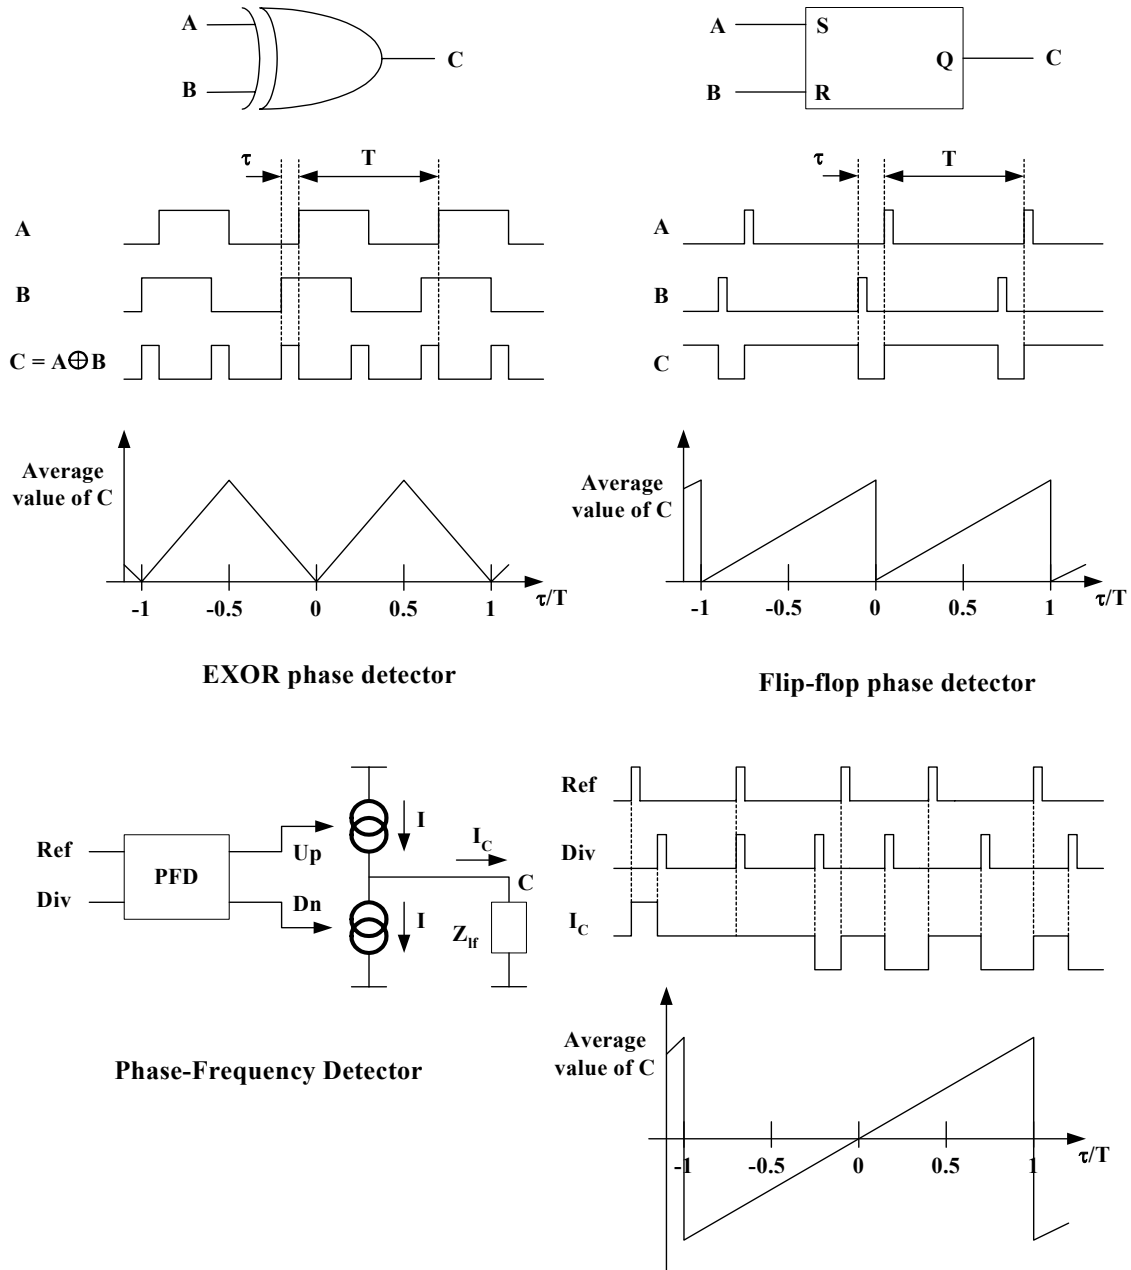 A
B
C
A
B
S
R
Q
C
τ
T
A
B
C = A⊕B
τ
T
A
B
C
Average
value of C
-1
-0.5
0
0.5
1
τ/T
EXOR phase detector
Average
value of C
-1
-0.5
0
0.5
1
τ/T
Flip-flop phase detector
Ref
Div
PFD
Up
Dn
I
I
I_C
C
Z_lf
Phase-Frequency Detector
Ref
Div
I_C
Average
value of C
-1
-0.5
0
0.5
1
τ/T